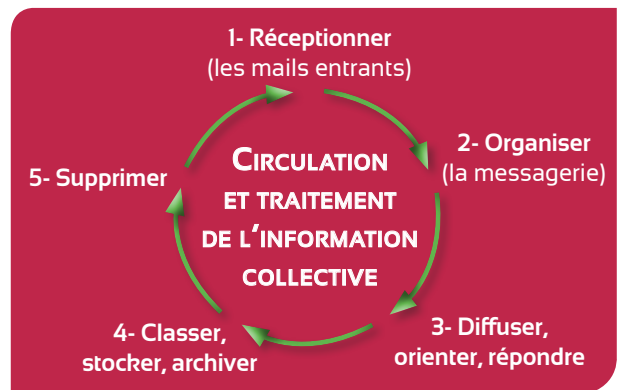 1- Réceptionner
(les mails entrants)
2- Organiser
(la messagerie)
3- Diffuser,
orienter, répondre
4- Classer,
stocker, archiver
5- Supprimer
CIRCULATION
ET TRAITEMENT
DE L'INFORMATION
COLLECTIVE